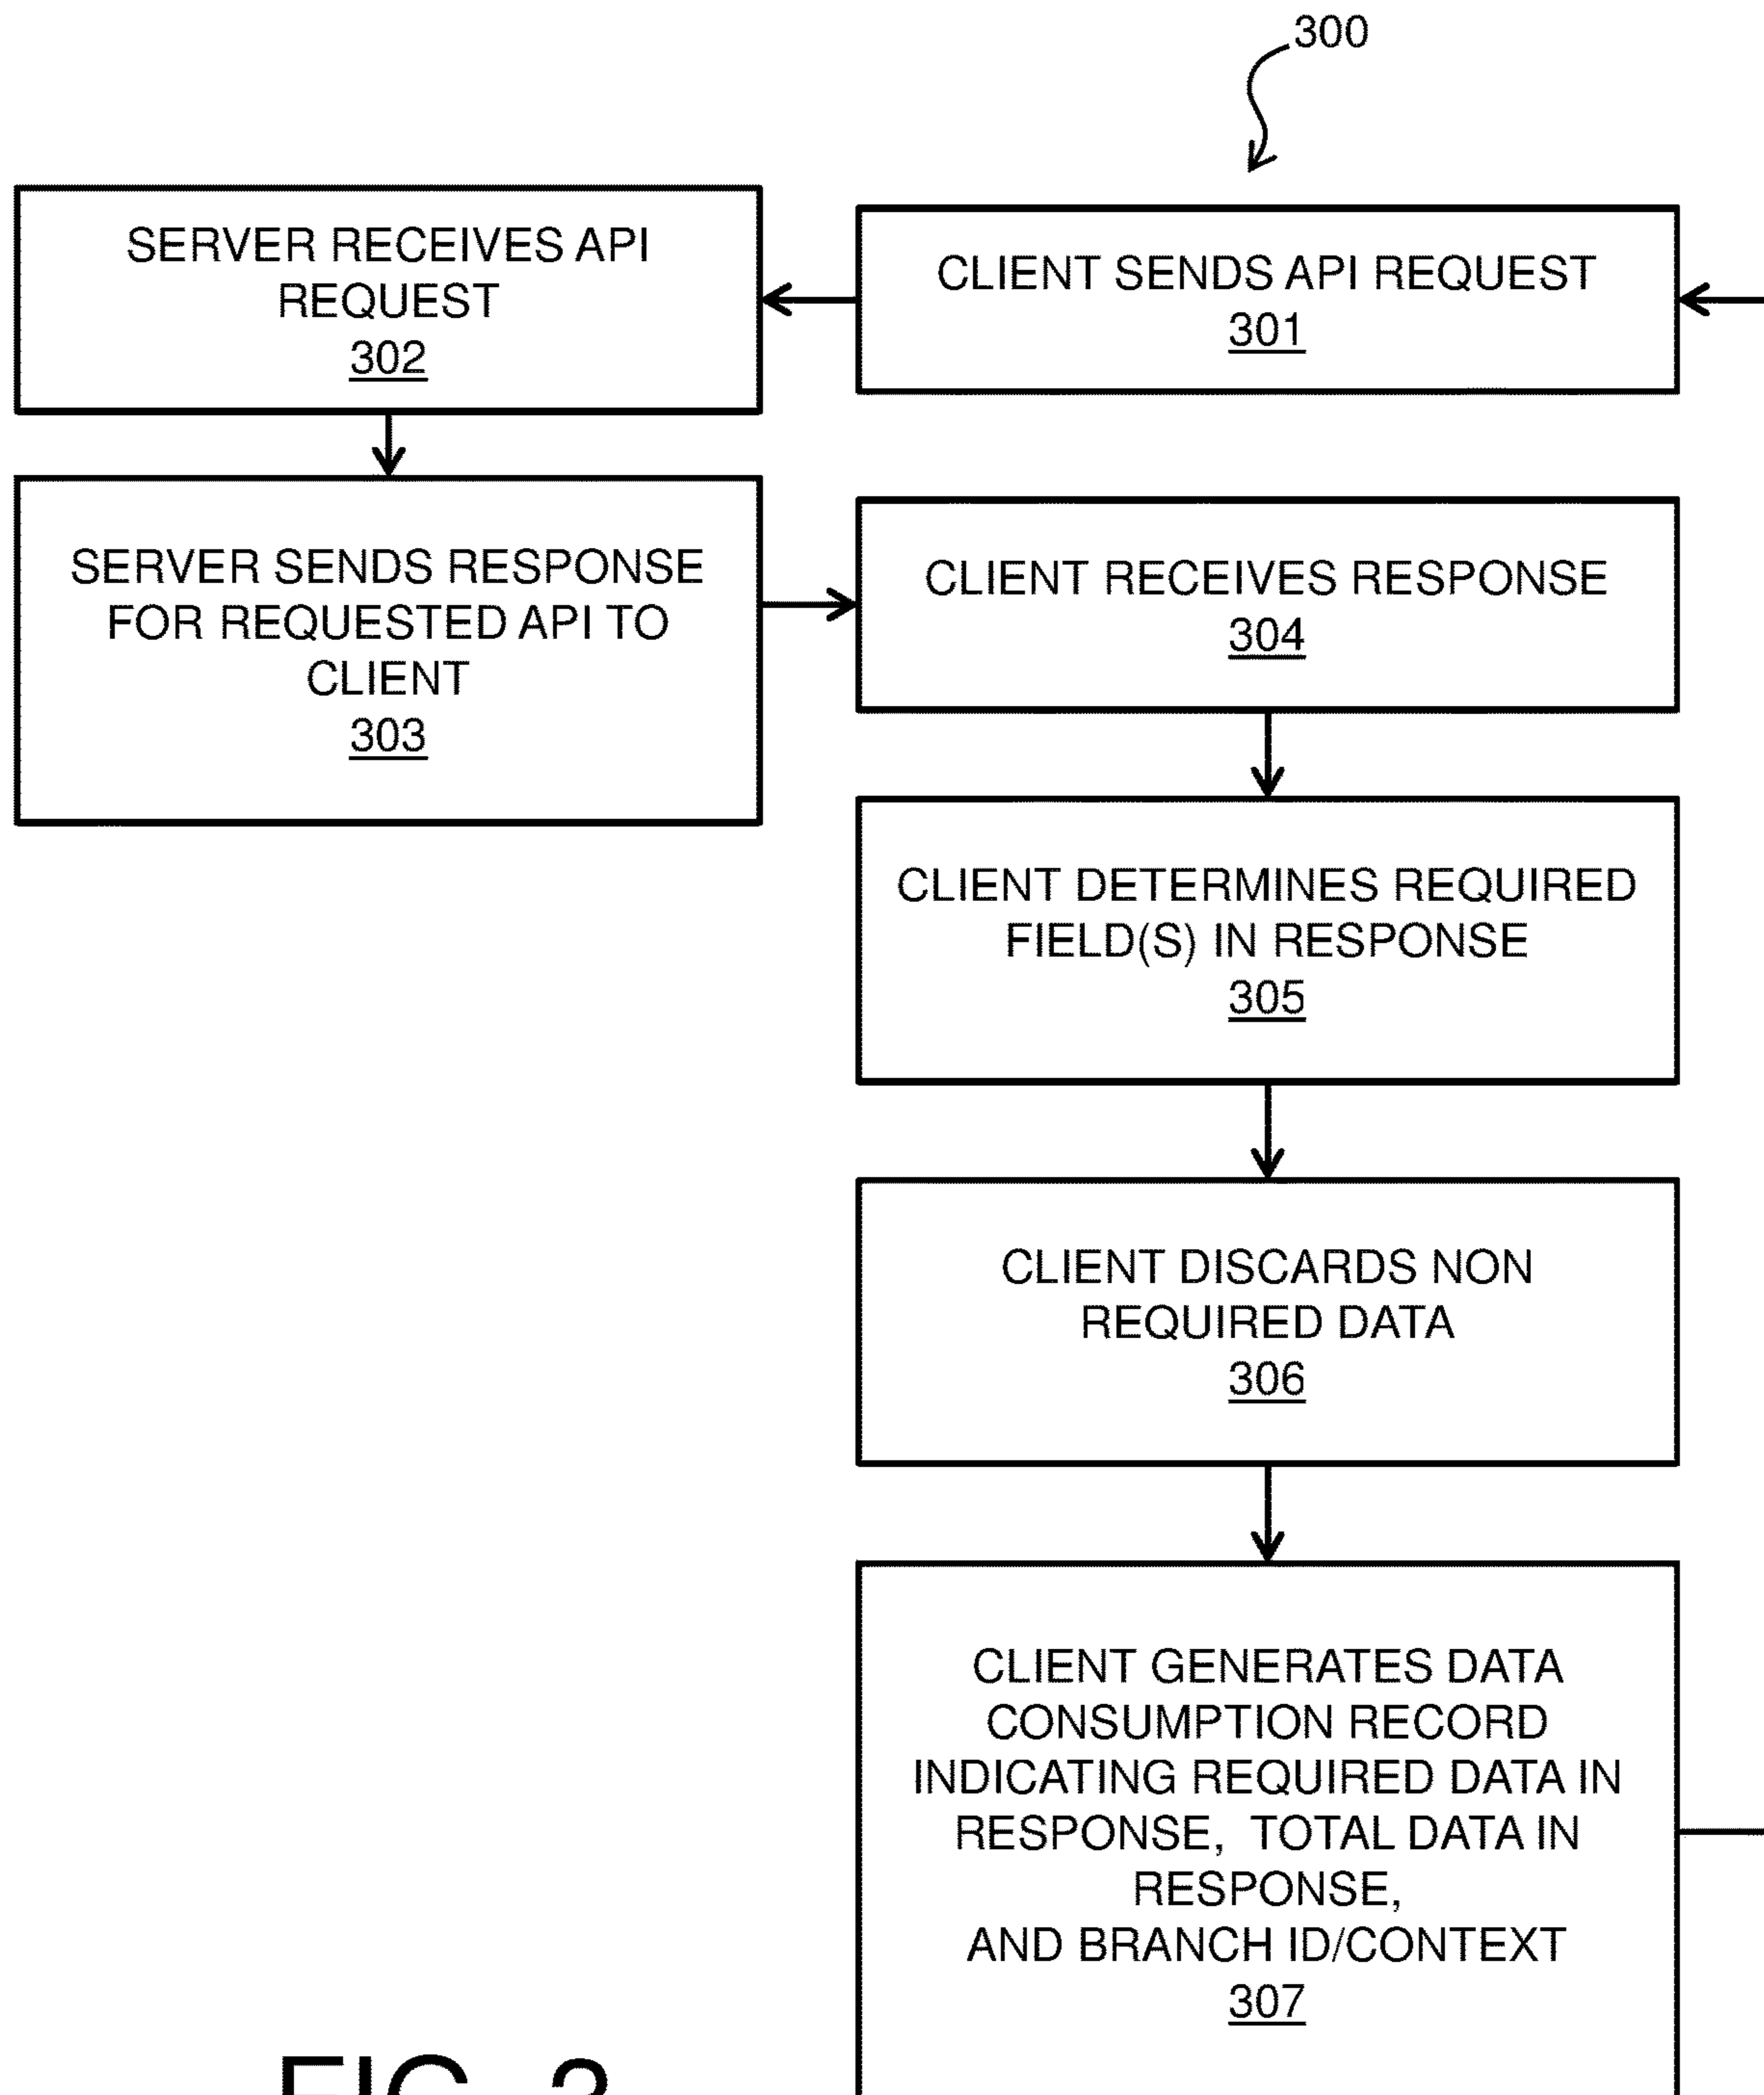 300
CLIENT SENDS API REQUEST
301
SERVER RECEIVES API
REQUEST
302
SERVER SENDS RESPONSE
FOR REQUESTED API TO
CLIENT
303
CLIENT RECEIVES RESPONSE
304
CLIENT DETERMINES REQUIRED
FIELD(S) IN RESPONSE
305
CLIENT DISCARDS NON
REQUIRED DATA
306
CLIENT GENERATES DATA
CONSUMPTION RECORD
INDICATING REQUIRED DATA IN
RESPONSE, TOTAL DATA IN
RESPONSE,
AND BRANCH ID/CONTEXT
307
FIG.